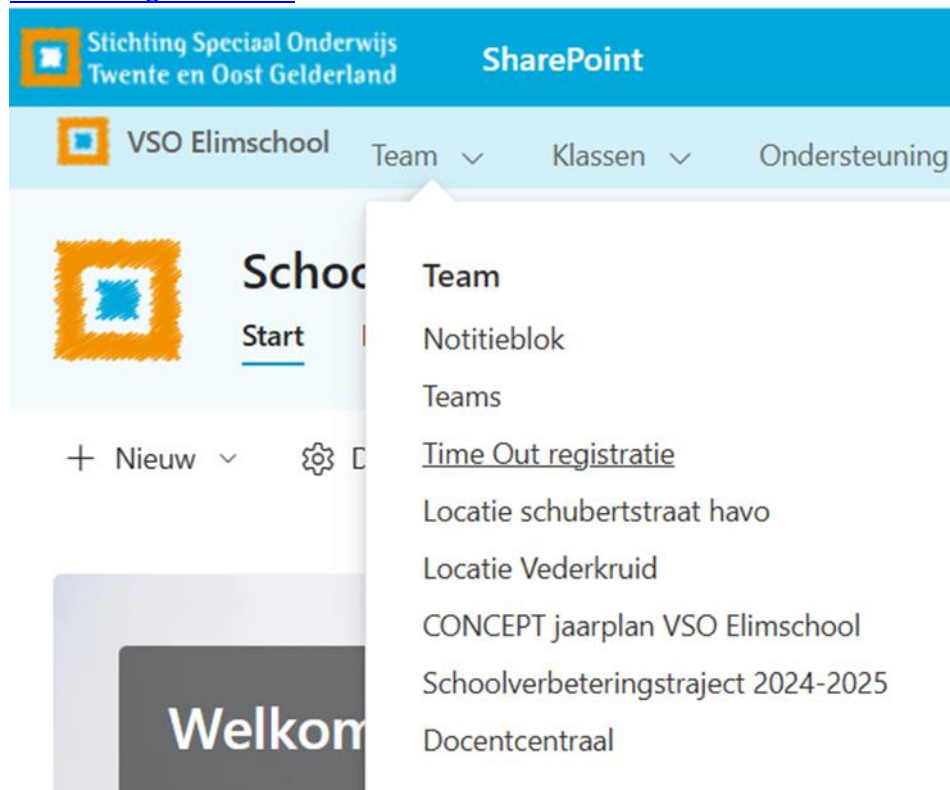 Stichting Speciaal Onderwijs
Twente en Oost Gelderland
SharePoint
VSO Elimschool
Team
Klassen
Ondersteuning
Start
Team
Notitieblok
Teams
Time Out registratie
Locatie schubertstraat havo
Locatie Vederkruid
CONCEPT jaarplan VSO Elimschool
Schoolverbeteringstraject 2024-2025
Docentcentraal
Nieuw